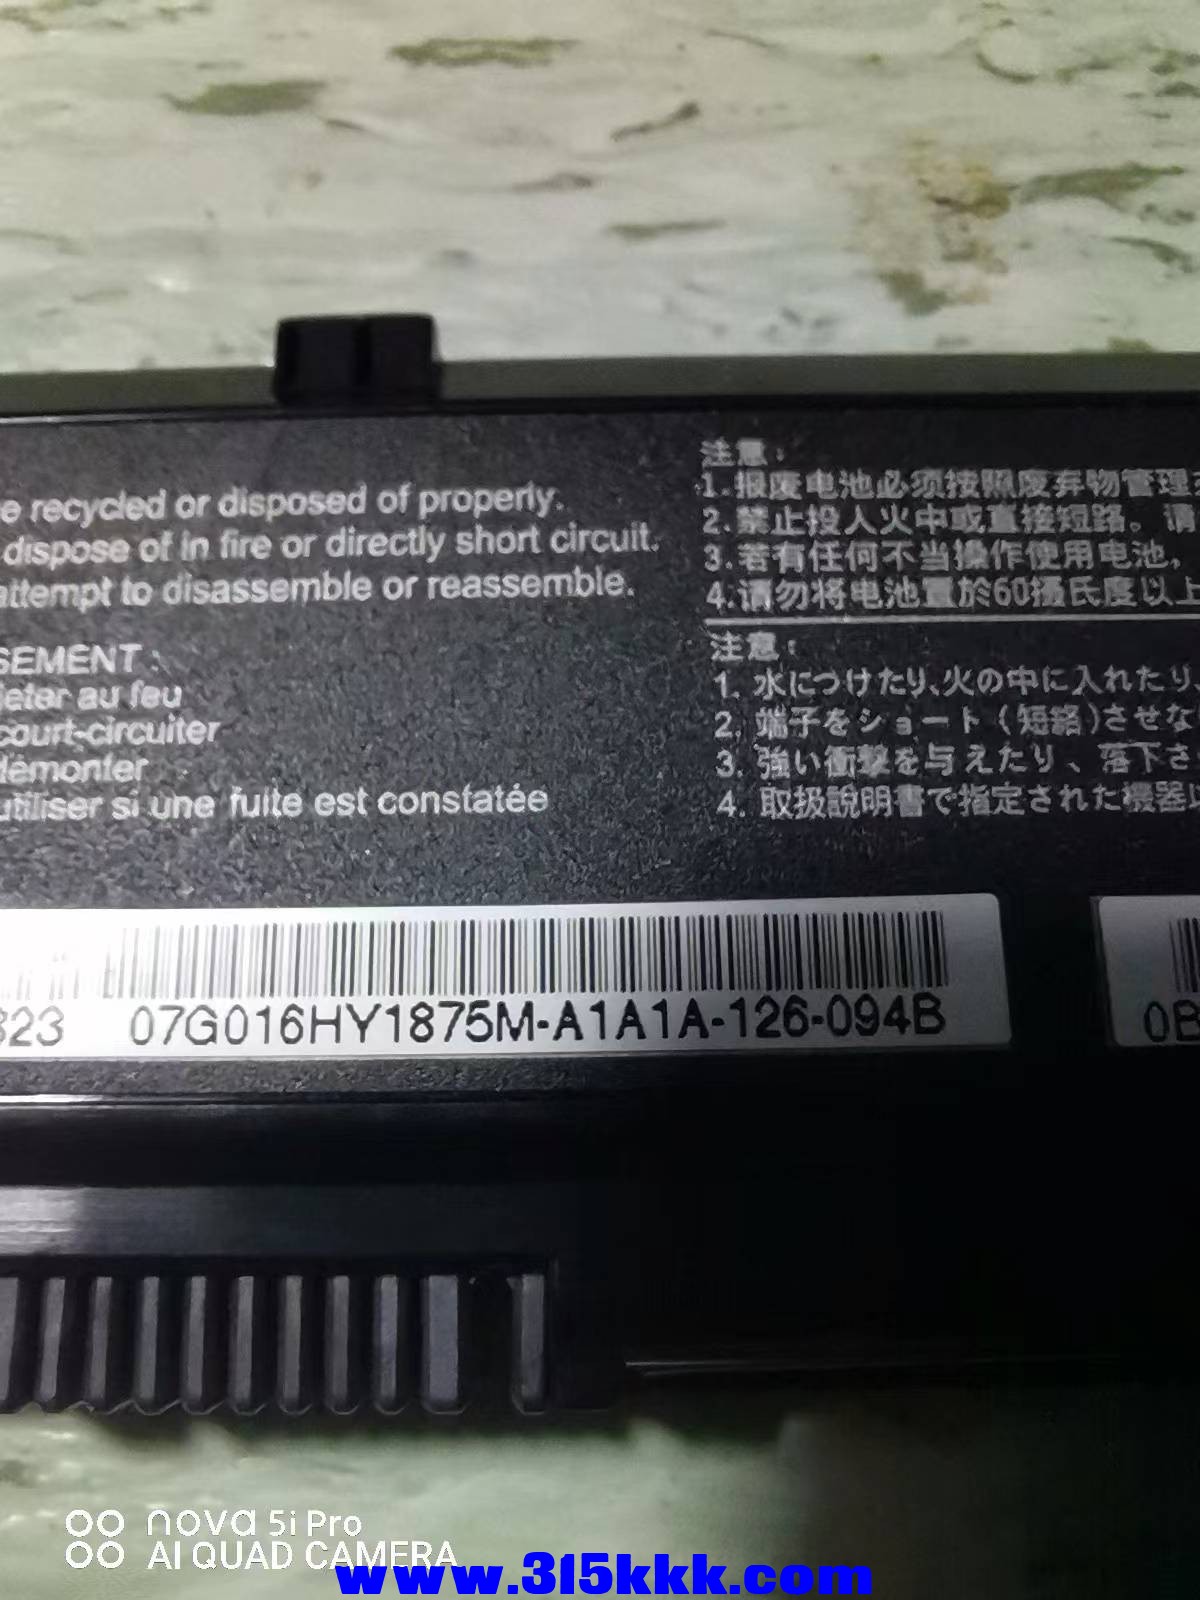 e recycled or disposed of properly.
dispose of in fire or directly short circuit.
attempt to disassemble or reassemble.
SEMENT :
jeter au feu
court-circuiter
démonter
utiliser si une fuite est constatée
注意：
1.报废电池必须按照废弃物管理
2.禁止投入火中或直接短路。请
3.若有任何不当操作使用电池，
4.请勿将电池置於60摄氏度以上
注意：
1. 水につけたり、火の中に入れたり、
2. 端子をショート（短絡）させな
3. 強い衝撃を与えたり、落下さ
4. 取扱説明書で指定された機器
323 07G016HY1875M-A1A1A-126-094B
0B
nova 5i Pro
AI QUAD CAMERA
www.315kkk.com